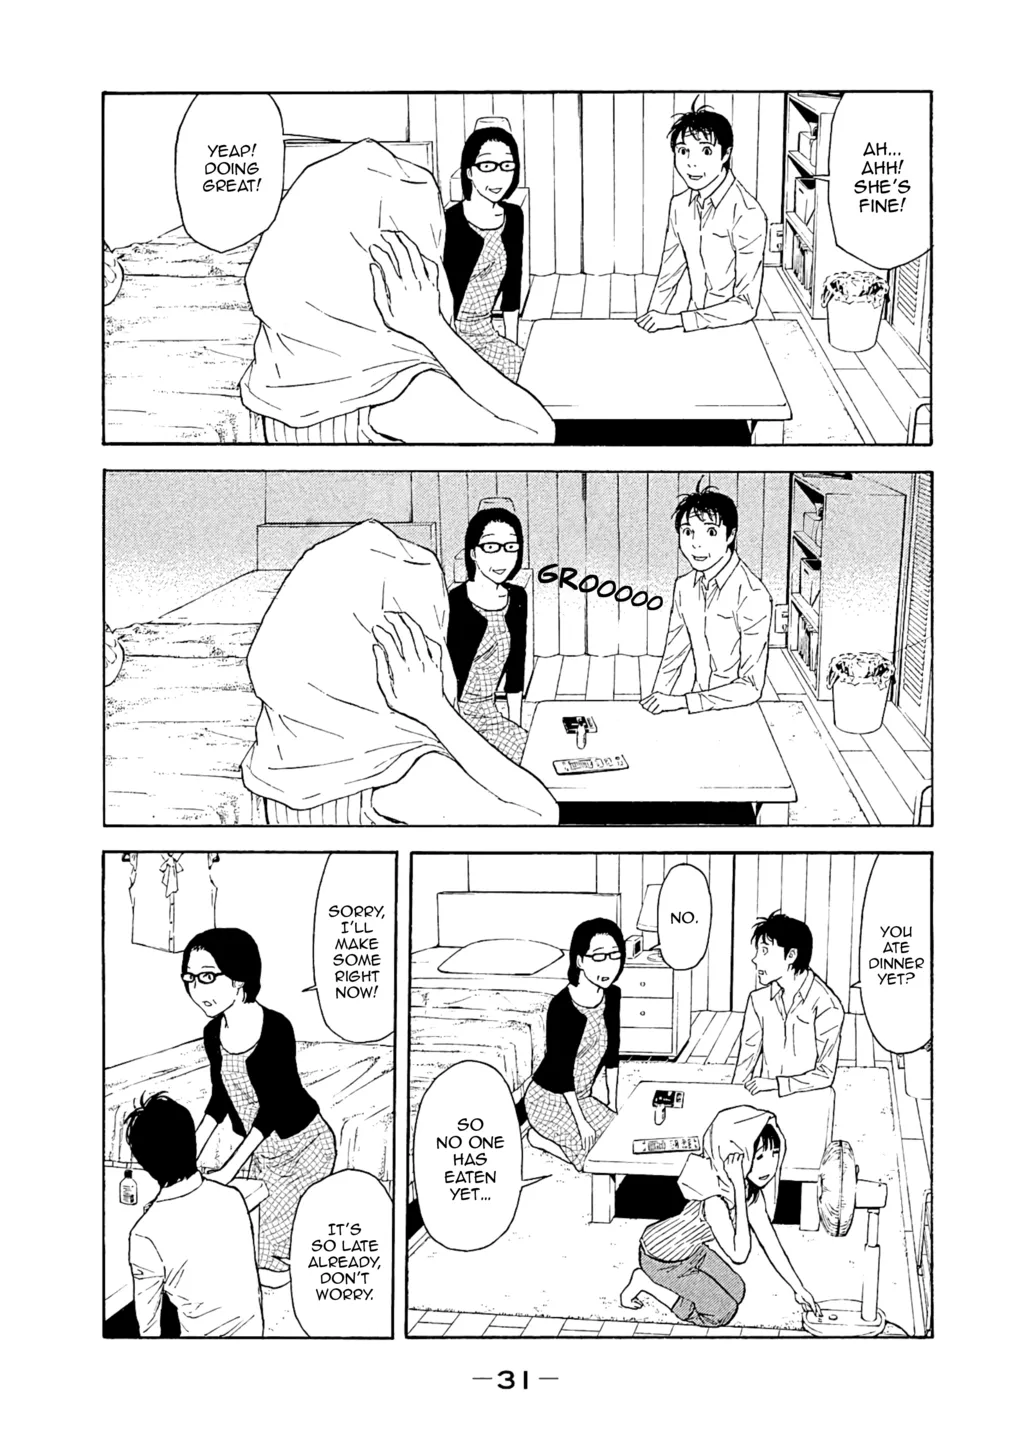 AH...
AHH!
SHE'S
FINE!
YEAP!
DOING
GREAT!
GROOOOO
YOU
ATE
DINNER
YET?
NO.
SO
NO ONE
HAS
EATEN
YET...
SORRY,
I'LL
MAKE
SOME
RIGHT
NOW!
IT'S
SO LATE
ALREADY,
DON'T
WORRY.
—31—